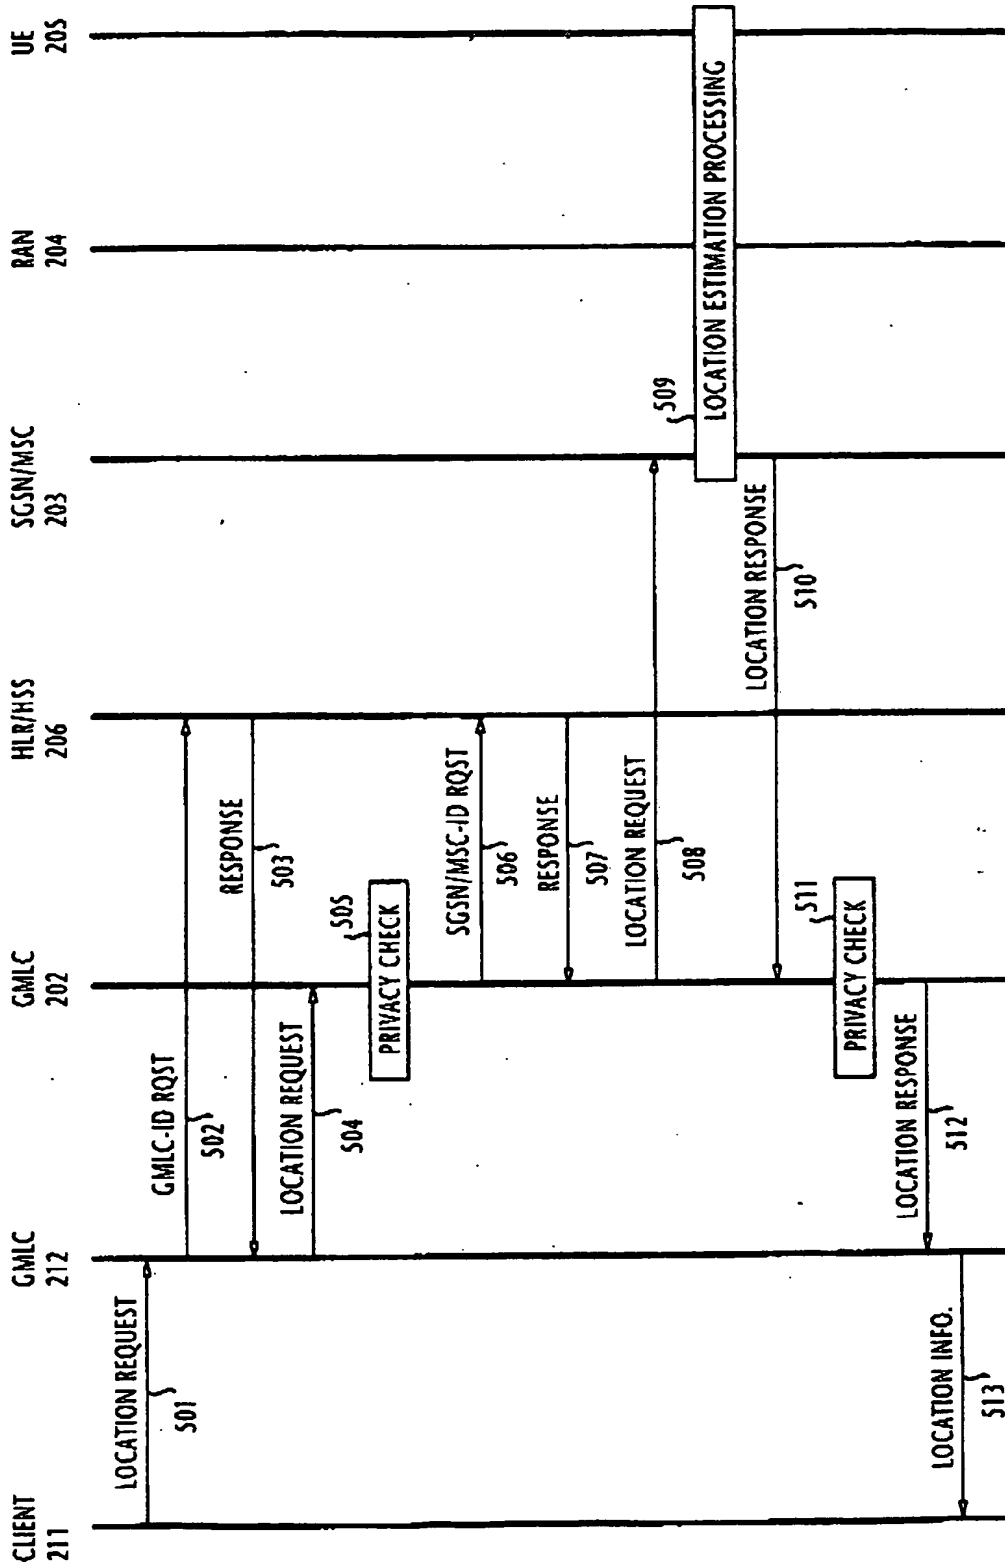 CLIENT
211
GMLC
212
GMLC
202
HLR/HSS
206
SGSN/MSC
203
RAN
204
UE
205
LOCATION REQUEST
501
GMLC-ID RQST
502
RESPONSE
503
LOCATION REQUEST
504
505
PRIVACY CHECK
SGSN/MSC-ID RQST
506
RESPONSE
507
LOCATION REQUEST
508
509
LOCATION ESTIMATION PROCESSING
LOCATION RESPONSE
510
511
PRIVACY CHECK
LOCATION RESPONSE
512
LOCATION INFO.
513